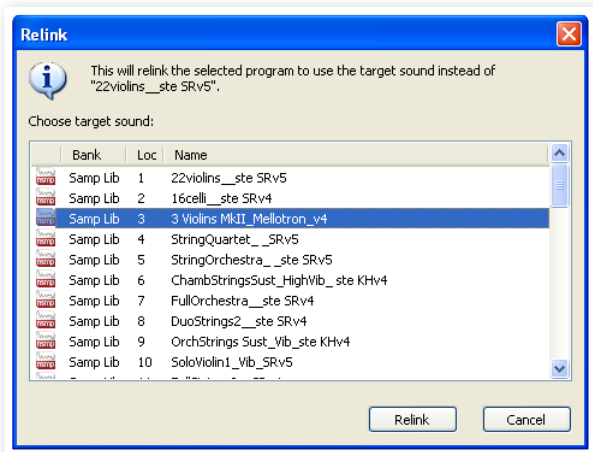 Relink
This will relink the selected program to use the target sound instead of
"22violins__ste SRv5".
Choose target sound:
Bank Loc Name
Samp Lib 1 22violins__ste SRv5
Samp Lib 2 16celli__ste SRv4
Samp Lib 3 3 Violins MkII_Mellotron_v4
Samp Lib 4 StringQuartet_ _SRv5
Samp Lib 5 StringOrchestra_ _ste SRv5
Samp Lib 6 ChambStringsSust_HighVib_ ste KHv4
Samp Lib 7 FullOrchestra__ste SRv4
Samp Lib 8 DuoStrings2__ste SRv4
Samp Lib 9 OrchStrings Sust_Vib_ste KHv4
Samp Lib 10 SoloViolin1_Vib_SRv5
Relink Cancel